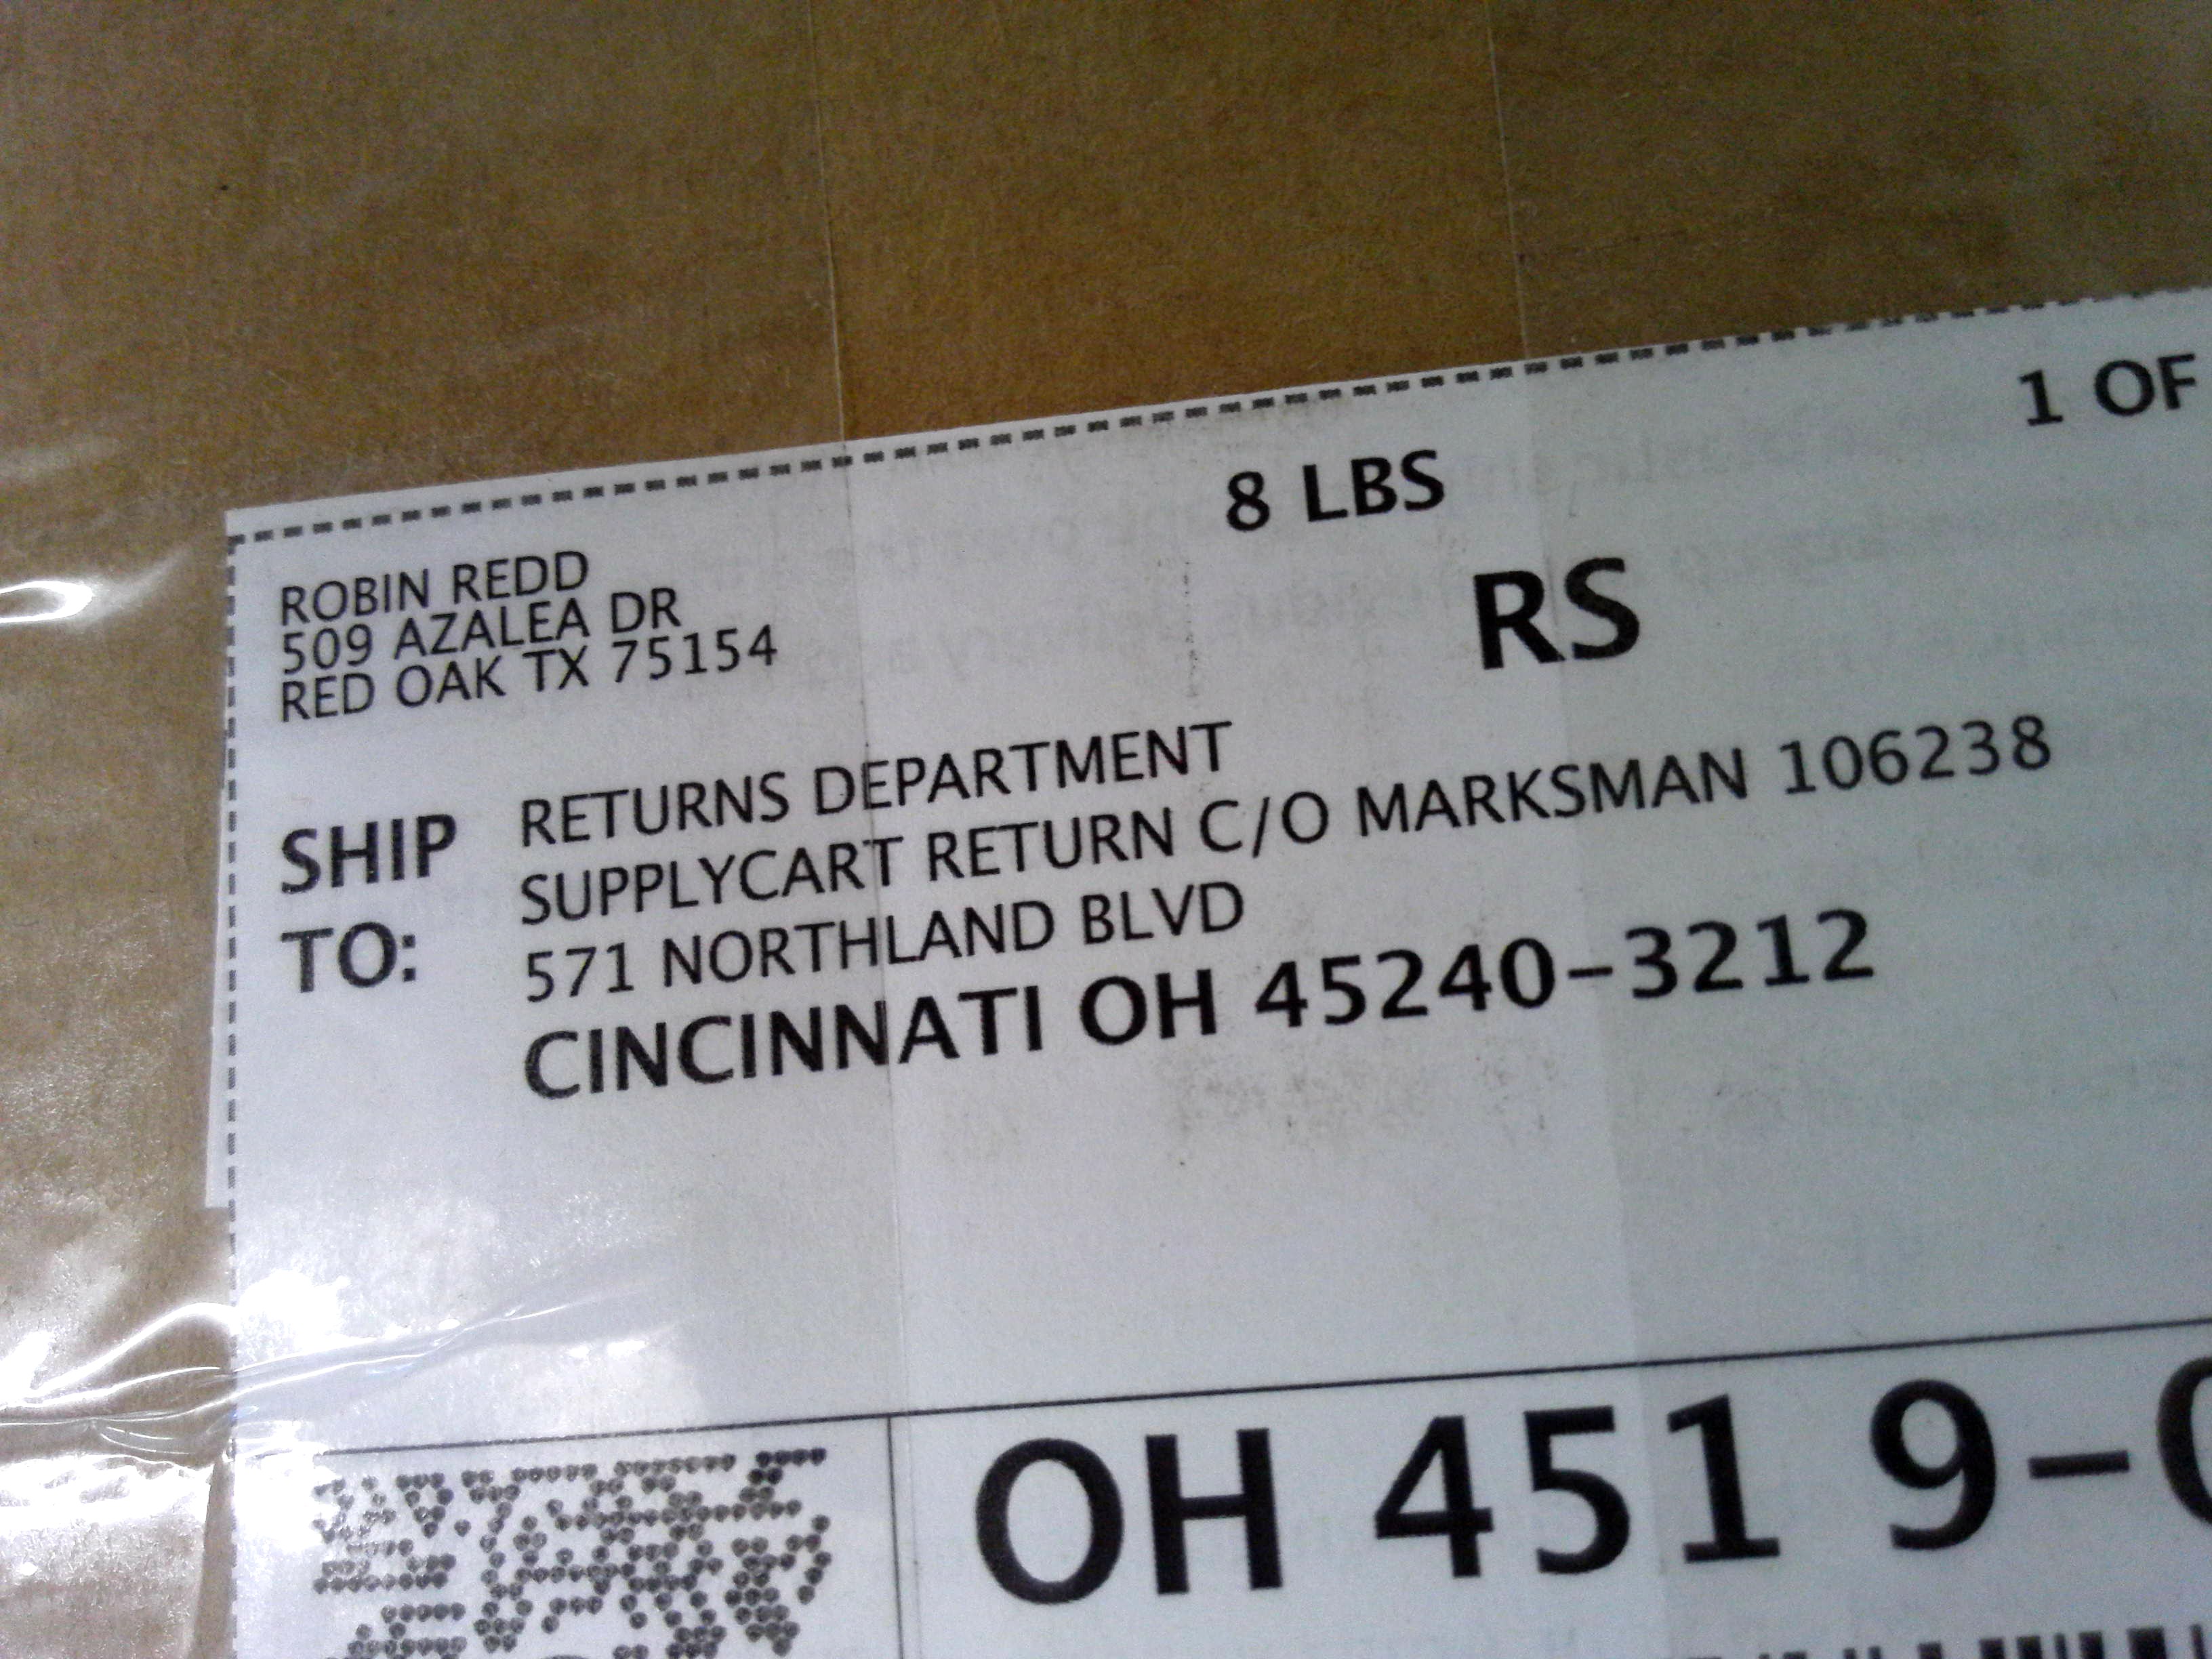 1 OF
8 LBS
RS
ROBIN REDD
509 AZALEA DR
RED OAK TX 75154
SHIP TO:
RETURNS DEPARTMENT
SUPPLYCART RETURN C/O MARKSMAN 106238
571 NORTHLAND BLVD
CINCINNATI OH 45240-3212
OH 451 9-